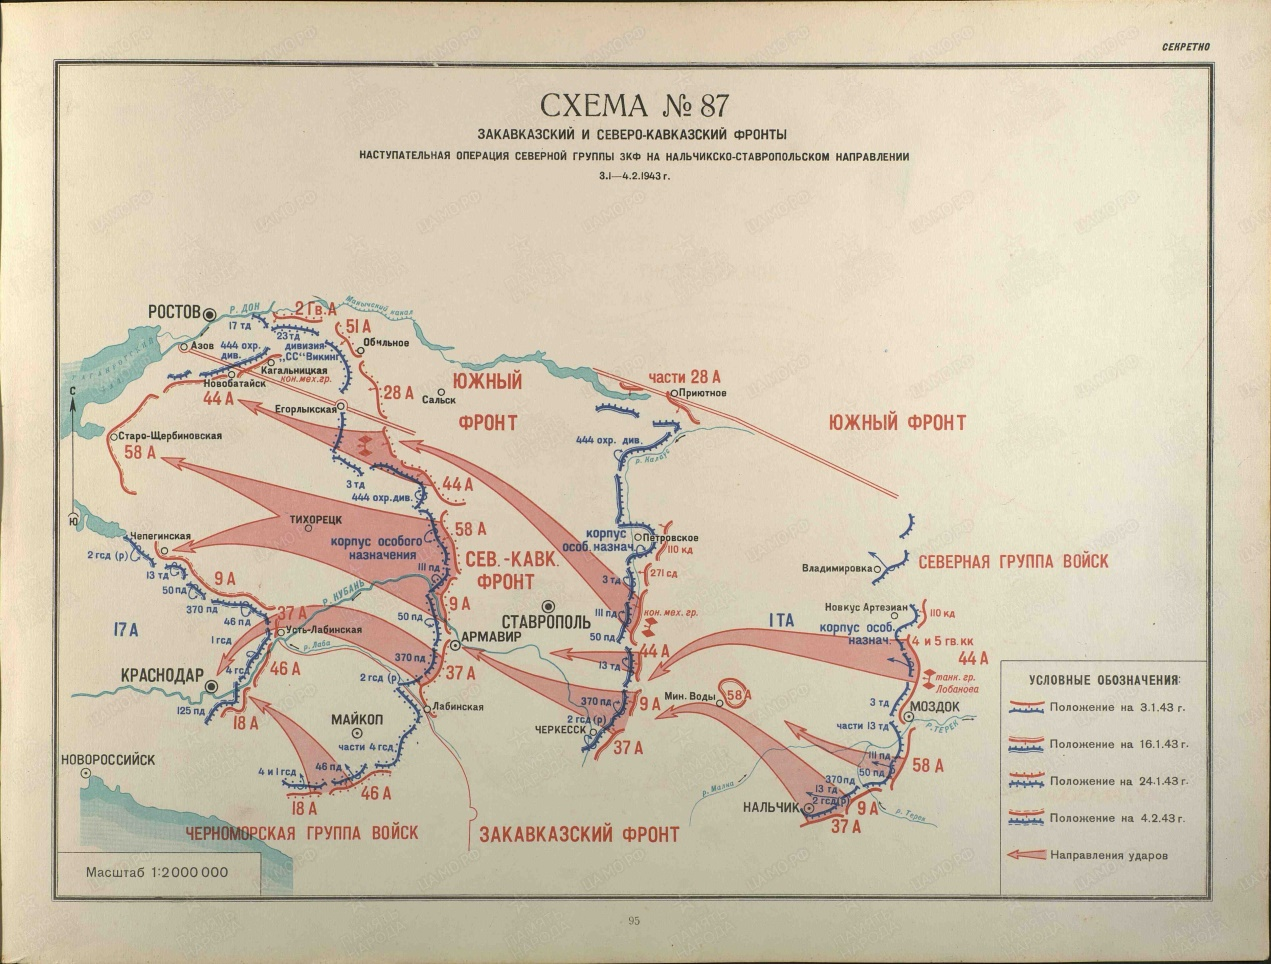 СЕКРЕТНО
СХЕМА № 87
ЗАКАВКАЗСКИЙ И СЕВЕРО-КАВКАЗСКИЙ ФРОНТЫ
НАСТУПАТЕЛЬНАЯ ОПЕРАЦИЯ СЕВЕРНОЙ ГРУППЫ ЗКФ НА НАЛЬЧИКСКО-СТАВРОПОЛЬСКОМ НАПРАВЛЕНИИ
3.I—4.2.1943 г.
РОСТОВ
Р. ДОН
2 Гв. А
Манычский канал
17 тд
51 А
23 тд
дивизия
„СС"Викинг
Обчльное
Азов
444 охр.
див.
Кагальницкая
кон.мех.гр.
Новобатайск
44 А
28 А
Сальск
ЮЖНЫЙ
ФРОНТ
части 28 А
Приютное
ЮЖНЫЙ ФРОНТ
С
Ю
Егорлыкская
Старо-Щербиновская
58 А
444 охр. див.
р. Калаус
3 тд
444 охр.див.
44 А
ТИХОРЕЦК
58 А
корпус особого
назначения
СЕВ.-КАВК.
ФРОНТ
111 пд
корпус
особ.назнач.
Петровское
110 кд
271 сд
3 тд
Владимировка
СЕВЕРНАЯ ГРУППА ВОЙСК
Чепегинская
2 гсд (р)
13 тд
50 пд
9 А
370 пд
Р. КУБАНЬ
9 А
46 пд
37 А
Усть-Лабинская
р. Лаба
17 А
1 гсд
50 пд
СТАВРОПОЛЬ
111 пд
50 пд
кон. мех. гр.
АРМАВИР
1 ТА
Новкус Артезиан
110 кд
корпус особ.
назнач.
4 и 5 гв.кк
44 А
танк. гр.
Лобанова
КРАСНОДАР
4 гсд
46 А
370 пд
37 А
2 гсд (р)
44 А
13 тд
125 пд
18 А
Лабинская
370 пд
9 А
2 гсд (р)
ЧЕРКЕССК
37 А
Мин. Воды
58 А
3 тд
МОЗДОК
Р. ТЕРЕК
части 13 тд
МАЙКОП
части 4 гсд
НОВОРОССИЙСК
4 и 1 гсд
46 пд
18 А
46 А
111 пд
50 пд
58 А
370 пд
13 тд
2 гсд(р)
НАЛЬЧИК
9 А
37 А
р. Малка
р. Терек
ЧЕРНОМОРСКАЯ ГРУППА ВОЙСК
ЗАКАВКАЗСКИЙ ФРОНТ
Масштаб 1:2000000
УСЛОВНЫЕ ОБОЗНАЧЕНИЯ:
Положение на 3.1.43 г.
Положение на 16.1.43 г.
Положение на 24.1.43 г.
Положение на 4.2.43 г.
Направления ударов
95